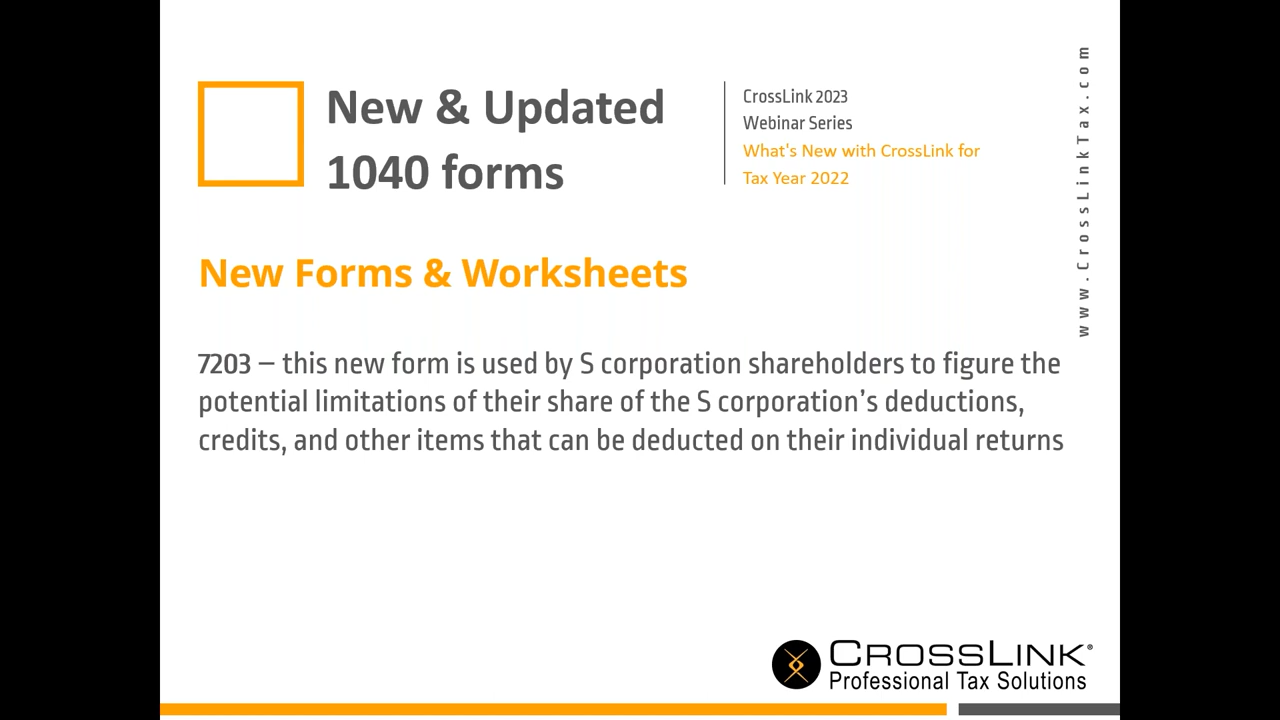 New & Updated
1040 forms
CrossLink 2023
Webinar Series
What's New with CrossLink for
Tax Year 2022
www.CrossLinkTax.com
New Forms & Worksheets
7203 – this new form is used by S corporation shareholders to figure the
potential limitations of their share of the S corporation’s deductions,
credits, and other items that can be deducted on their individual returns
CROSSLINK®
Professional Tax Solutions